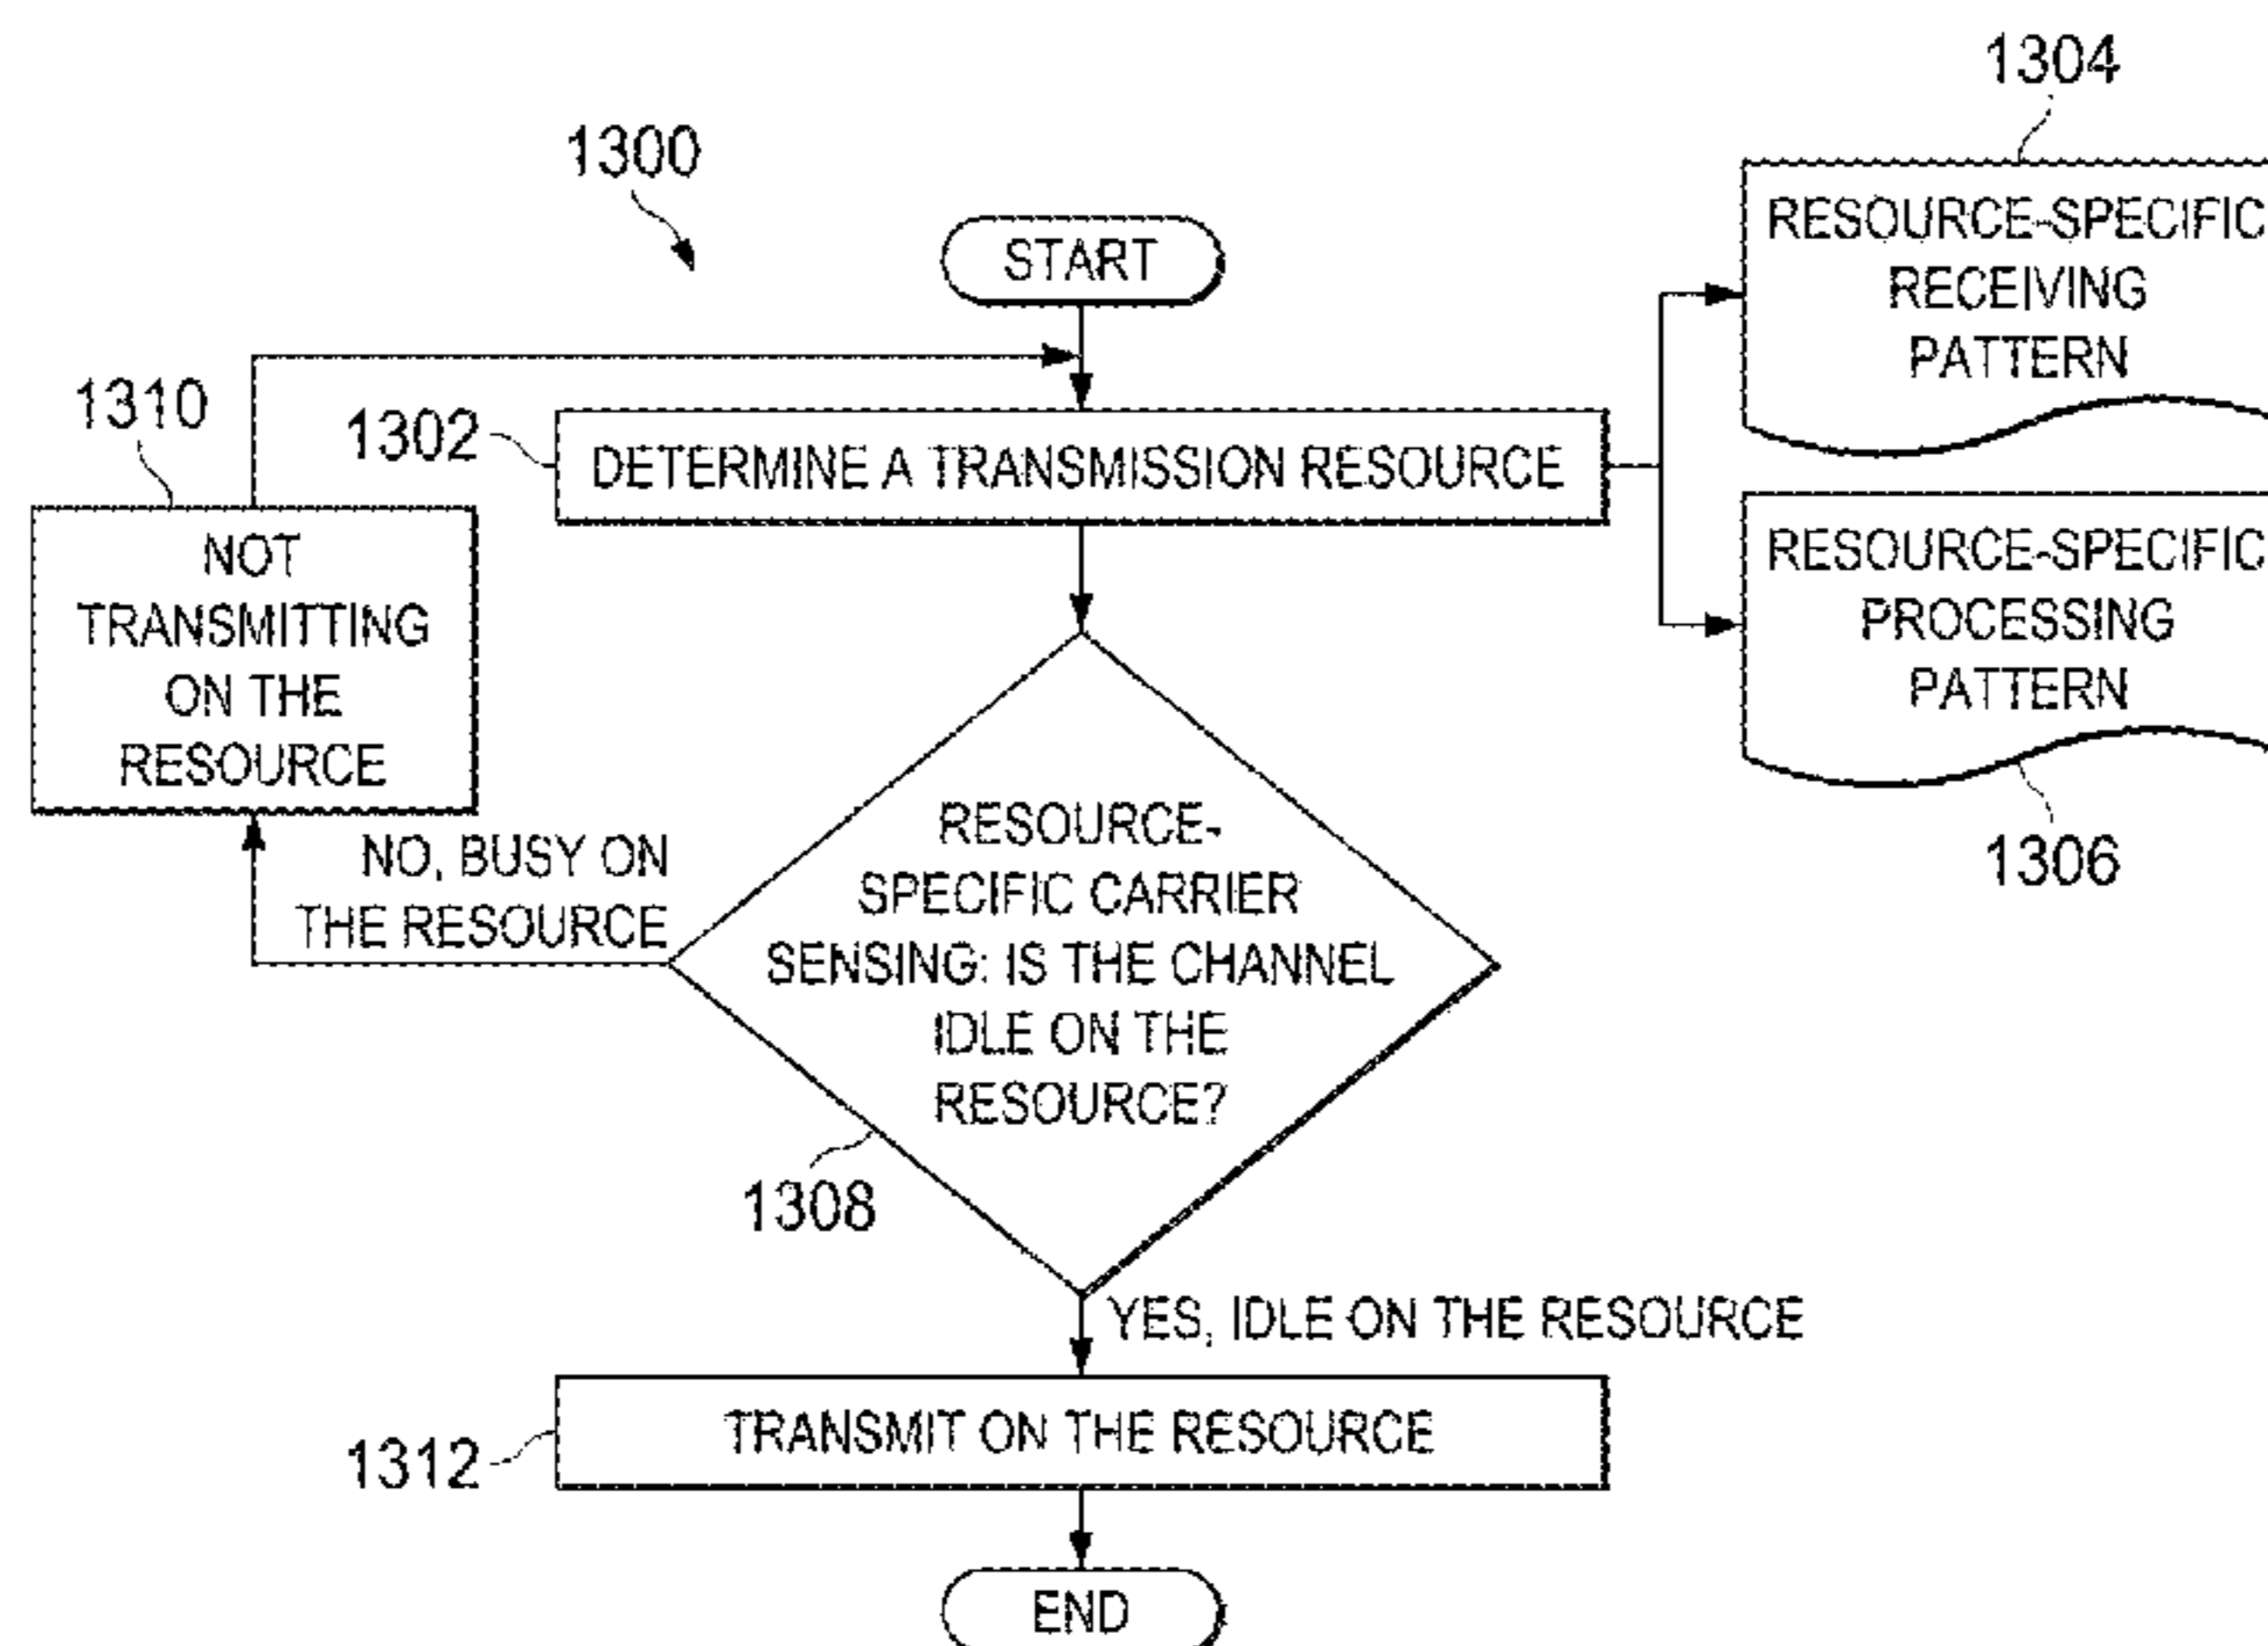 1304
1300
RESOURCE-SPECIFIC
RECEIVING
PATTERN
START
1310
1302
DETERMINE A TRANSMISSION RESOURCE
NOT
TRANSMITTING
ON THE
RESOURCE
RESOURCE-SPECIFIC
PROCESSING
PATTERN
1306
NO, BUSY ON
THE RESOURCE
RESOURCE-
SPECIFIC CARRIER
SENSING: IS THE CHANNEL
IDLE ON THE
RESOURCE?
1308
YES, IDLE ON THE RESOURCE
TRANSMIT ON THE RESOURCE
1312
END